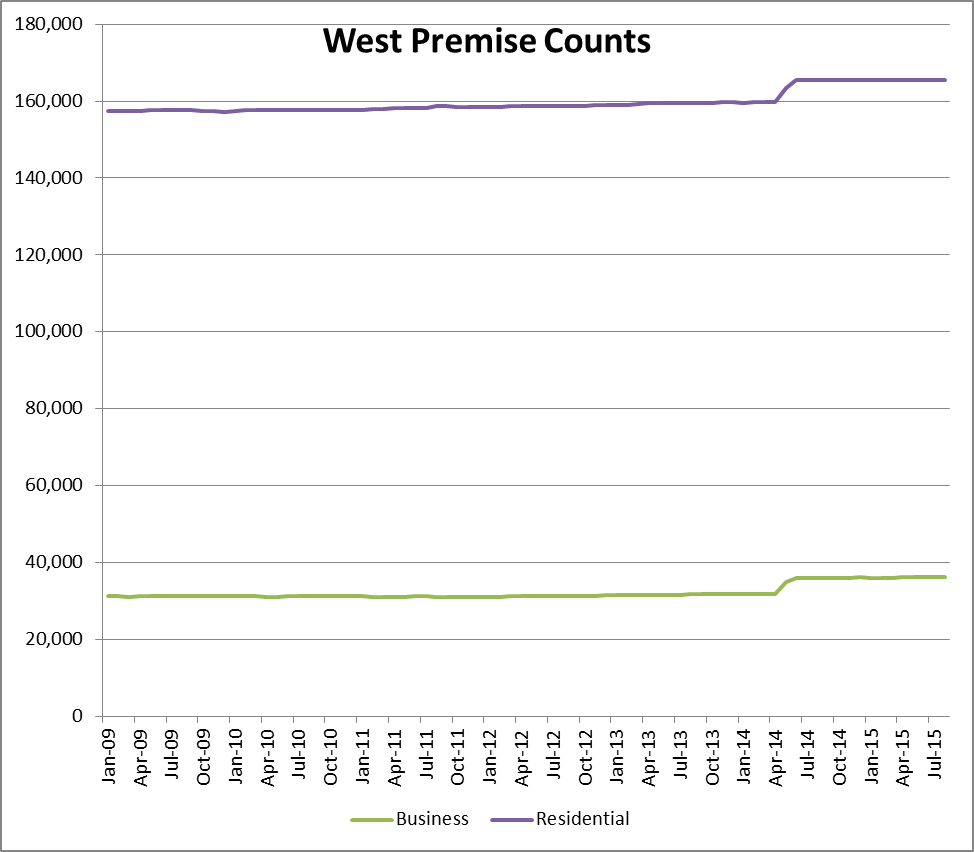 West Premise Counts
180,000
160,000
140,000
120,000
100,000
80,000
60,000
40,000
20,000
0
Jan-09
Apr-09
Jul-09
Oct-09
Jan-10
Apr-10
Jul-10
Oct-10
Jan-11
Apr-11
Jul-11
Oct-11
Jan-12
Apr-12
Jul-12
Oct-12
Jan-13
Apr-13
Jul-13
Oct-13
Jan-14
Apr-14
Jul-14
Oct-14
Jan-15
Apr-15
Jul-15
Business
Residential